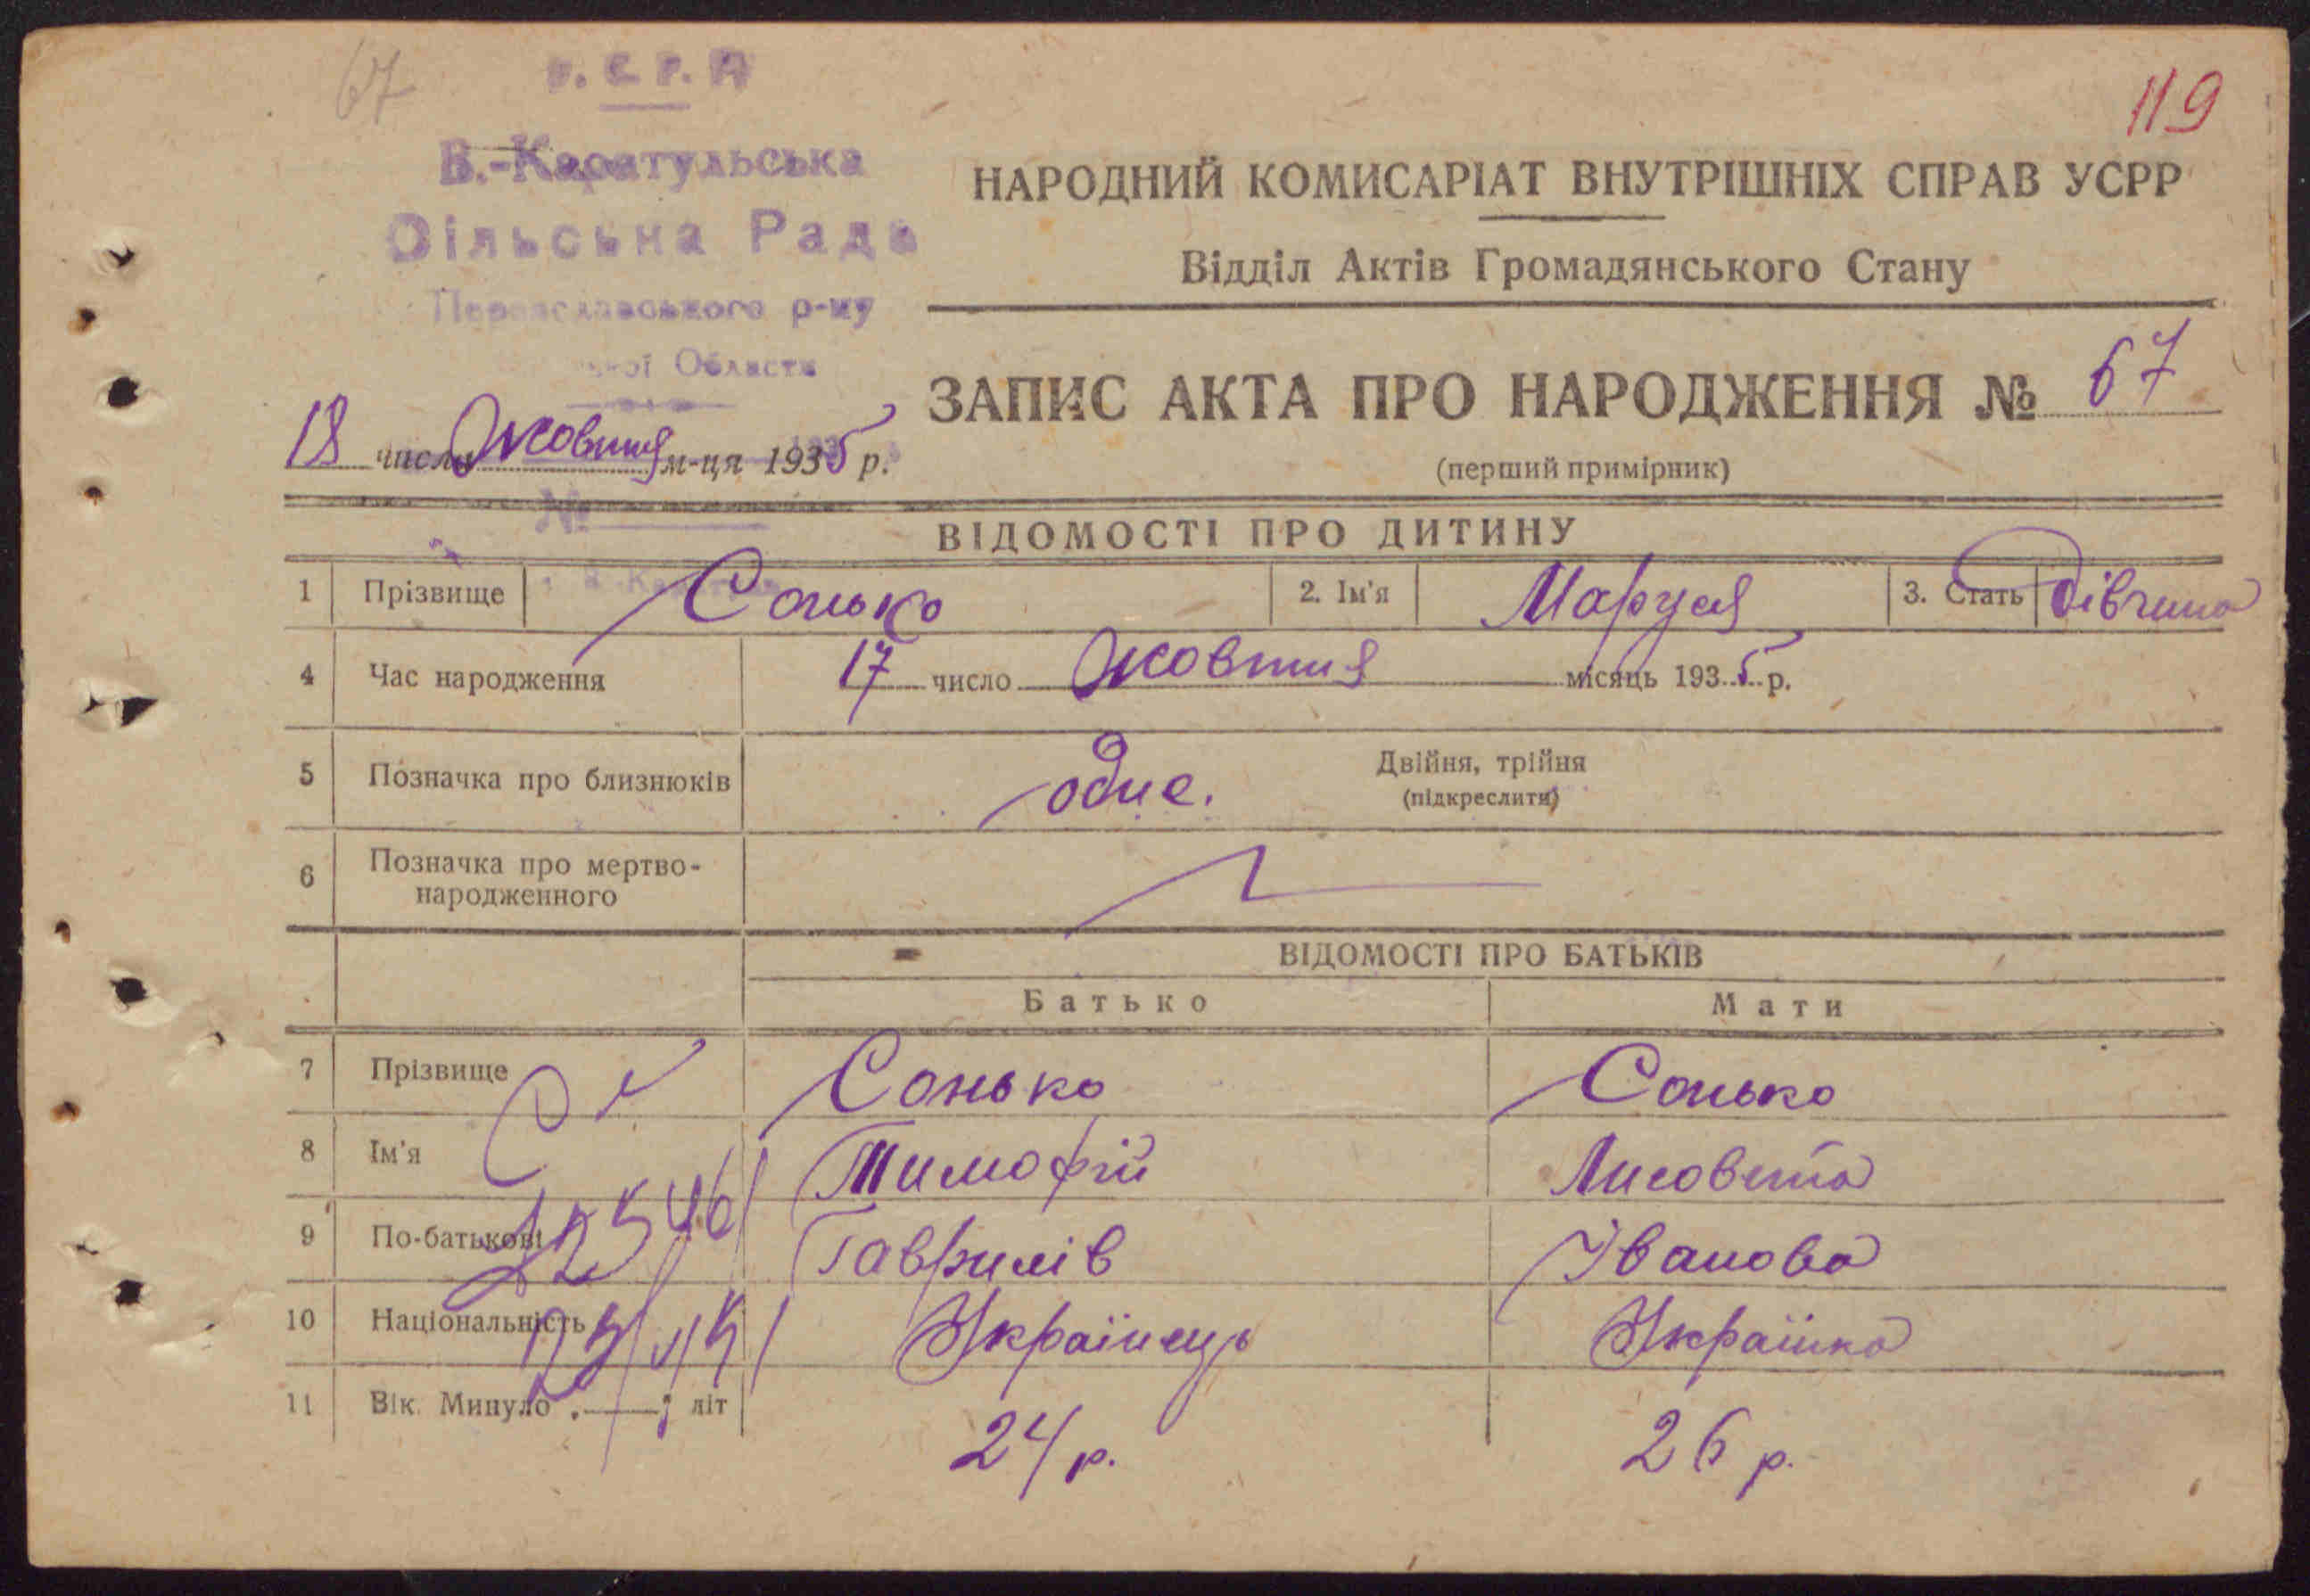 67
119
В.-Каратульська
Сільська Рада
Переяславського р-ну
Области
НАРОДНИЙ КОМИСАРІАТ ВНУТРІШНІХ СПРАВ УСРР
Відділ Актів Громадянського Стану
ЗАПИС АКТА ПРО НАРОДЖЕННЯ № 67
(перший примірник)
18 числа Жовтня м-ця 1935 р.
№
ВІДОМОСТІ ПРО ДИТИНУ
1 Прізвище Сонько 2. Ім'я Маруся 3. Стать Дівчина
4 Час народження 17 число Жовтня місяць 1935 р.
5 Позначка про близнюків одне. Двійня, трійня
(підкреслити)
6 Позначка про мертво-
народженного
ВІДОМОСТІ ПРО БАТЬКІВ
Батько Мати
7 Прізвище Сонько Сонько
8 Ім'я Тимофій Лисовета
9 По-батькові Гаврилів Іванова
10 Національність Українець Українка
11 Вік. Минуло літ 24 р. 26 р.